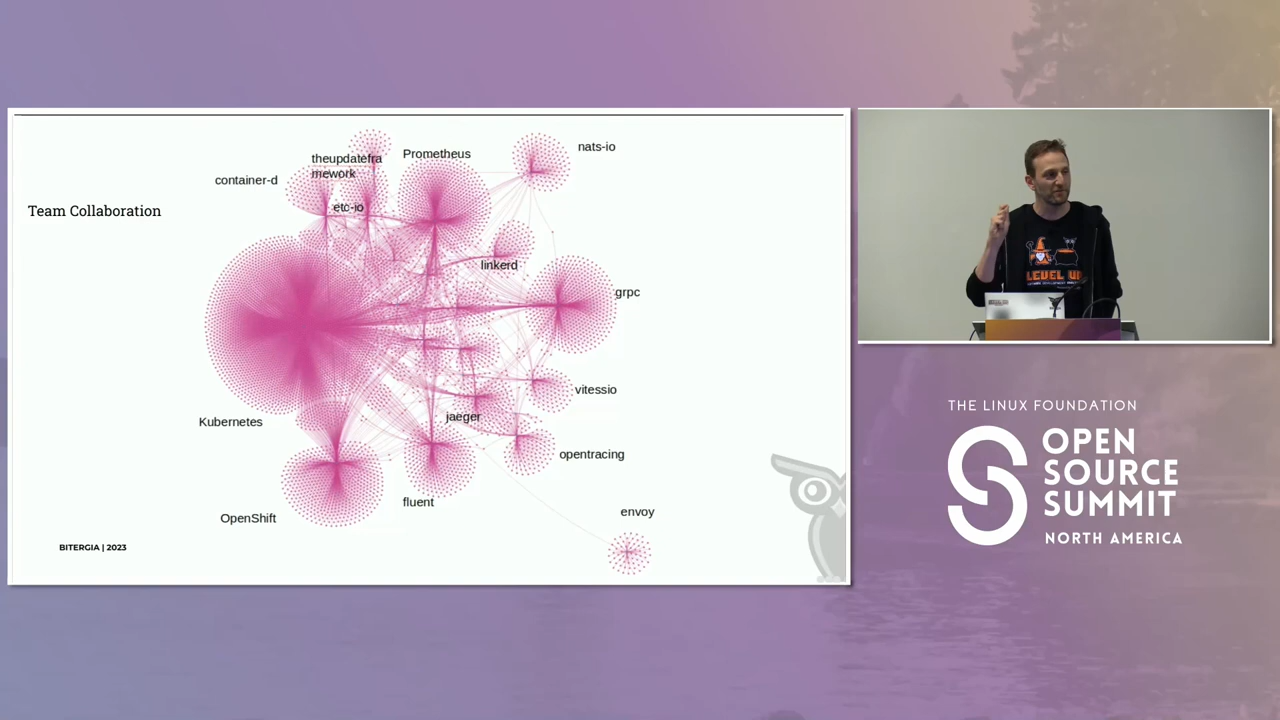 Team Collaboration
theupdatefra
mework
Prometheus
nats-io
container-d
etc-io
linkerd
grpc
vitessio
Kubernetes
jaeger
opentracing
fluent
envoy
OpenShift
BITERGIA | 2023
LEVEL UP
THE LINUX FOUNDATION
OPEN
SOURCE
SUMMIT
NORTH AMERICA